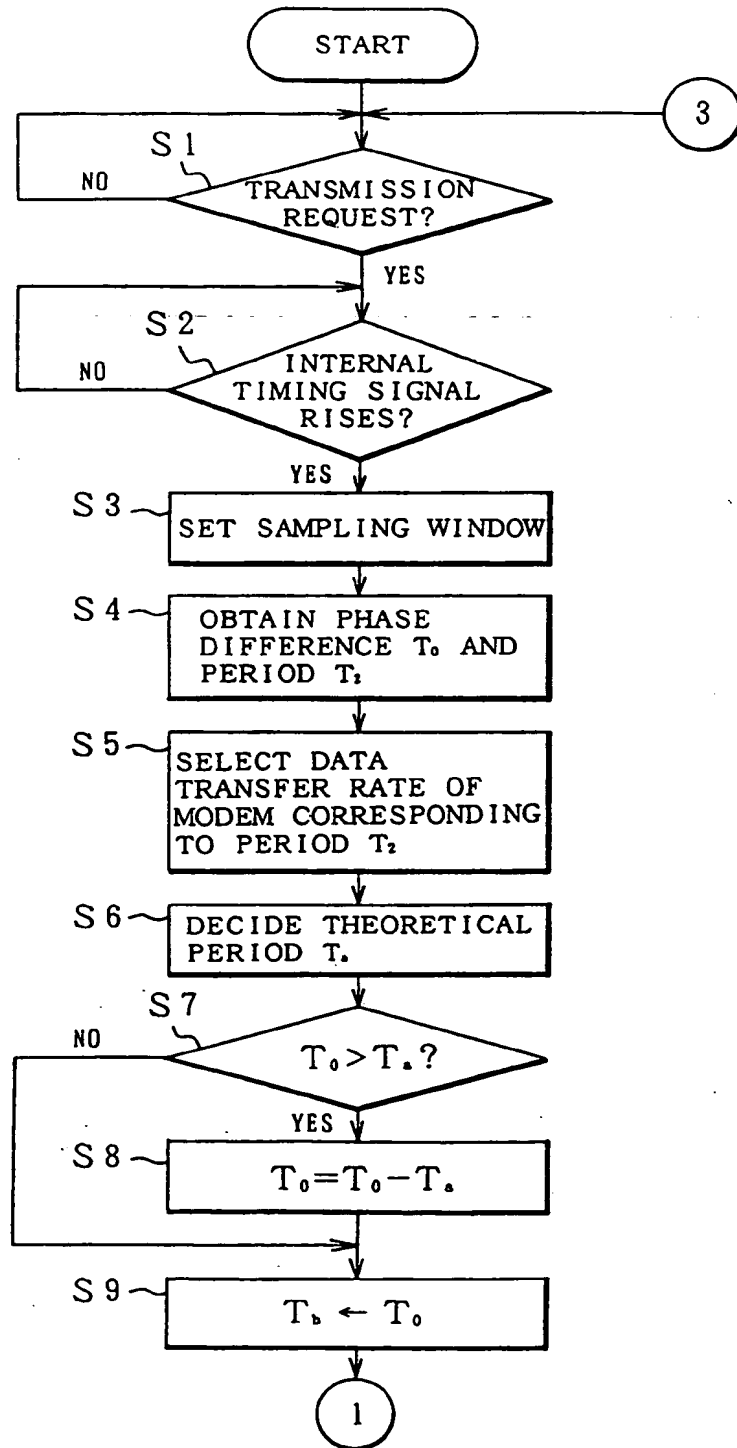 START
3
S1
NO
TRANSMISSION
REQUEST?
YES
S2
NO
INTERNAL
TIMING SIGNAL
RISES?
YES
S3
SET SAMPLING WINDOW
S4
OBTAIN PHASE
DIFFERENCE T₀ AND
PERIOD T₂
S5
SELECT DATA
TRANSFER RATE OF
MODEM CORRESPONDING
TO PERIOD T₂
S6
DECIDE THEORETICAL
PERIOD Tₐ
S7
NO
T₀>Tₐ?
YES
S8
T₀=T₀-Tₐ
S9
T_b ← T₀
1